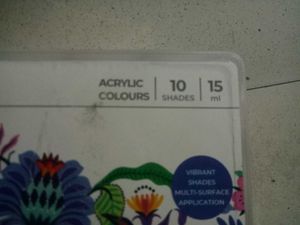 ACRYLIC
COLOURS
10
SHADES
15
ml
VIBRANT
SHADES
MULTI-SURFACE
APPLICATION